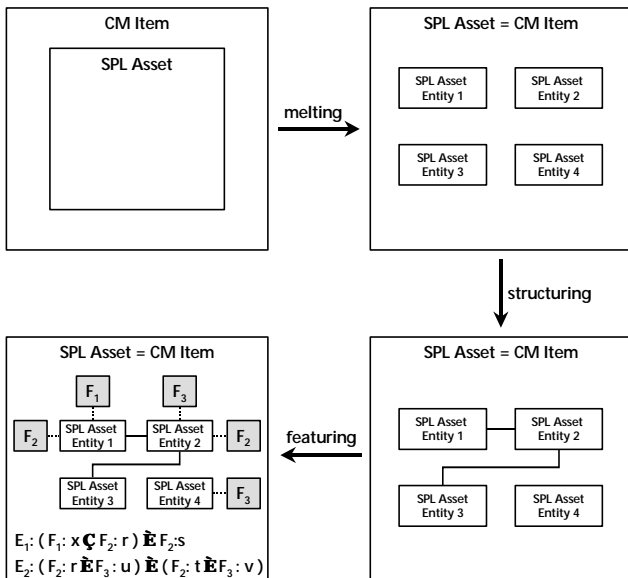 CM Item
SPL Asset
melting
SPL Asset = CM Item
SPL Asset
Entity 1
SPL Asset
Entity 2
SPL Asset
Entity 3
SPL Asset
Entity 4
structuring
SPL Asset = CM Item
SPL Asset
Entity 1
SPL Asset
Entity 2
SPL Asset
Entity 3
SPL Asset
Entity 4
featuring
SPL Asset = CM Item
F1
F3
F2
SPL Asset
Entity 1
SPL Asset
Entity 2
F2
SPL Asset
Entity 3
SPL Asset
Entity 4
F3
E1: (F1: x Ç F2: r) È F2:s
E2: (F2: r È F3: u) È (F2: t È F3: v)